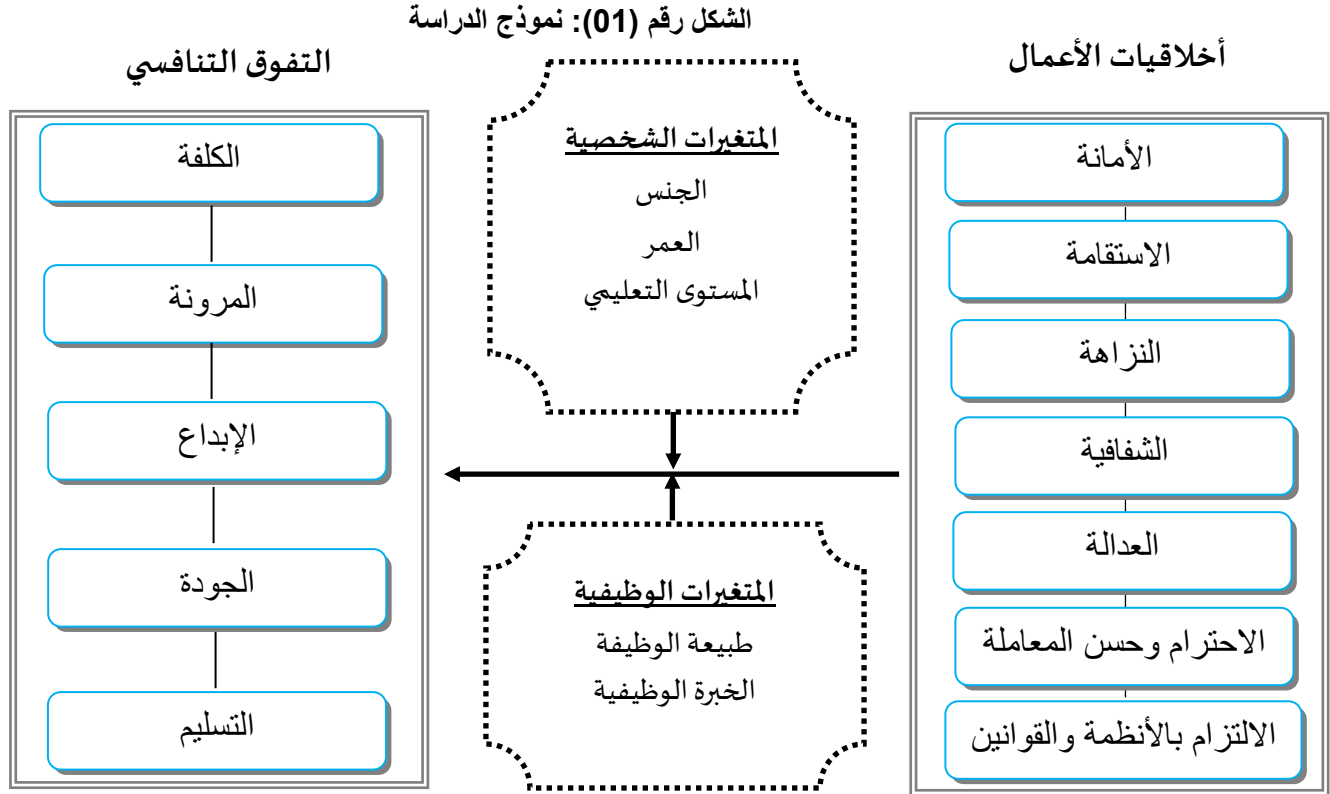 الشكل رقم (01): نموذج الدراسة
أخلاقيات الأعمال
الأمانة
الاستقامة
النزاهة
الشفافية
العدالة
الاحترام وحسن المعاملة
الالتزام بالأنظمة والقوانين
المتغيرات الشخصية
الجنس
العمر
المستوى التعليمي
المتغيرات الوظيفية
طبيعة الوظيفة
الخبرة الوظيفية
التفوق التنافسي
الكلفة
المرونة
الإبداع
الجودة
التسليم